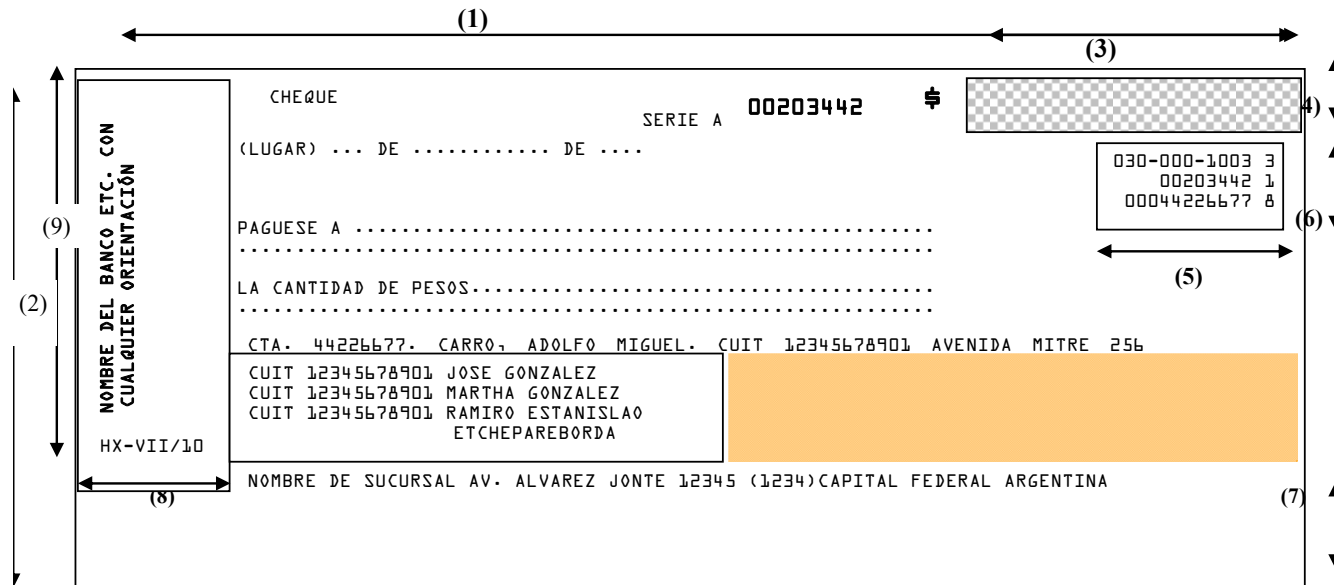 (1)
(3)
CHEQUE
SERIE A 00203442 $
4)
(LUGAR) ... DE ............ DE ....
030-000-1003 3
00203442 1
00044226677 8
(6)
(5)
(9)
(2)
NOMBRE DEL BANCO ETC. CON
CUALQUIER ORIENTACIÓN
HX-VII/10
(8)
PAGUESE A ...................................................
.............................................................
LA CANTIDAD DE PESOS.........................................
.............................................................
CTA. 44226677. CARRO, ADOLFO MIGUEL. CUIT 12345678901 AVENIDA MITRE 256
CUIT 12345678901 JOSE GONZALEZ
CUIT 12345678901 MARTHA GONZALEZ
CUIT 12345678901 RAMIRO ESTANISLAO
ETCHEPAREBORDA
NOMBRE DE SUCURSAL AV. ALVAREZ JONTE 12345 (1234)CAPITAL FEDERAL ARGENTINA
(7)